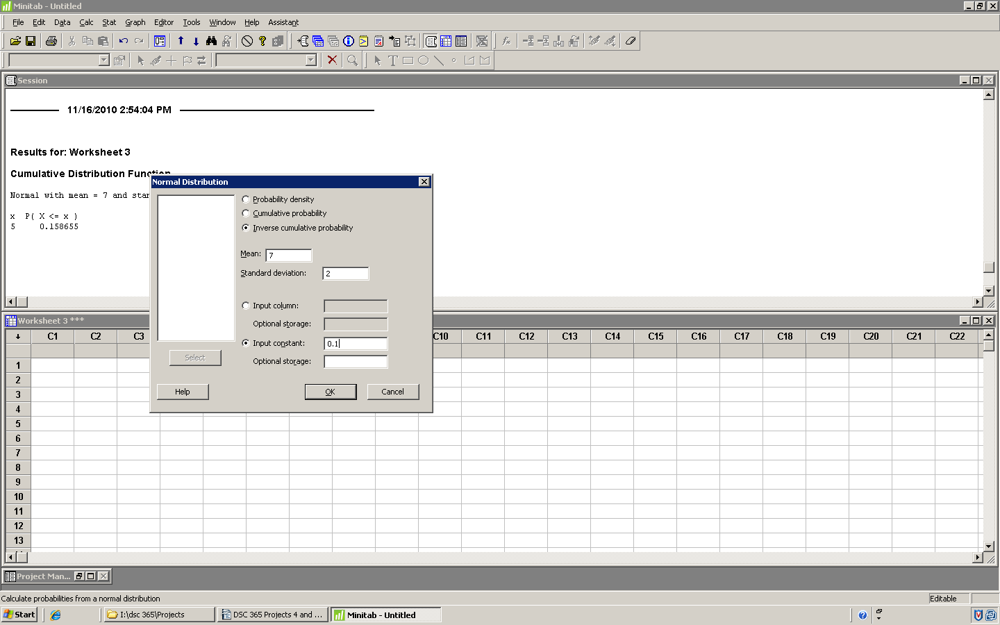 Minitab - Untitled
File Edit Data Calc Stat Graph Editor Tools Window Help Assistant
Session
11/16/2010 2:54:04 PM
Results for: Worksheet 3
Cumulative Distribution Function
Normal with mean = 7 and stan
x P( X <= x )
5 0.158655
Normal Distribution
Probability density
Cumulative probability
Inverse cumulative probability
Mean: 7
Standard deviation: 2
Input column:
Optional storage:
Input constant: 0.1
Optional storage:
Select
Help OK Cancel
Worksheet 3 ***
C1 C2 C3 C10 C11 C12 C13 C14 C15 C16 C17 C18 C19 C20 C21 C22
1
2
3
4
5
6
7
8
9
10
11
12
13
Project Man...
Calculate probabilities from a normal distribution Editable
Start I:\dsc 365\Projects DSC 365 Projects 4 and ... Minitab - Untitled